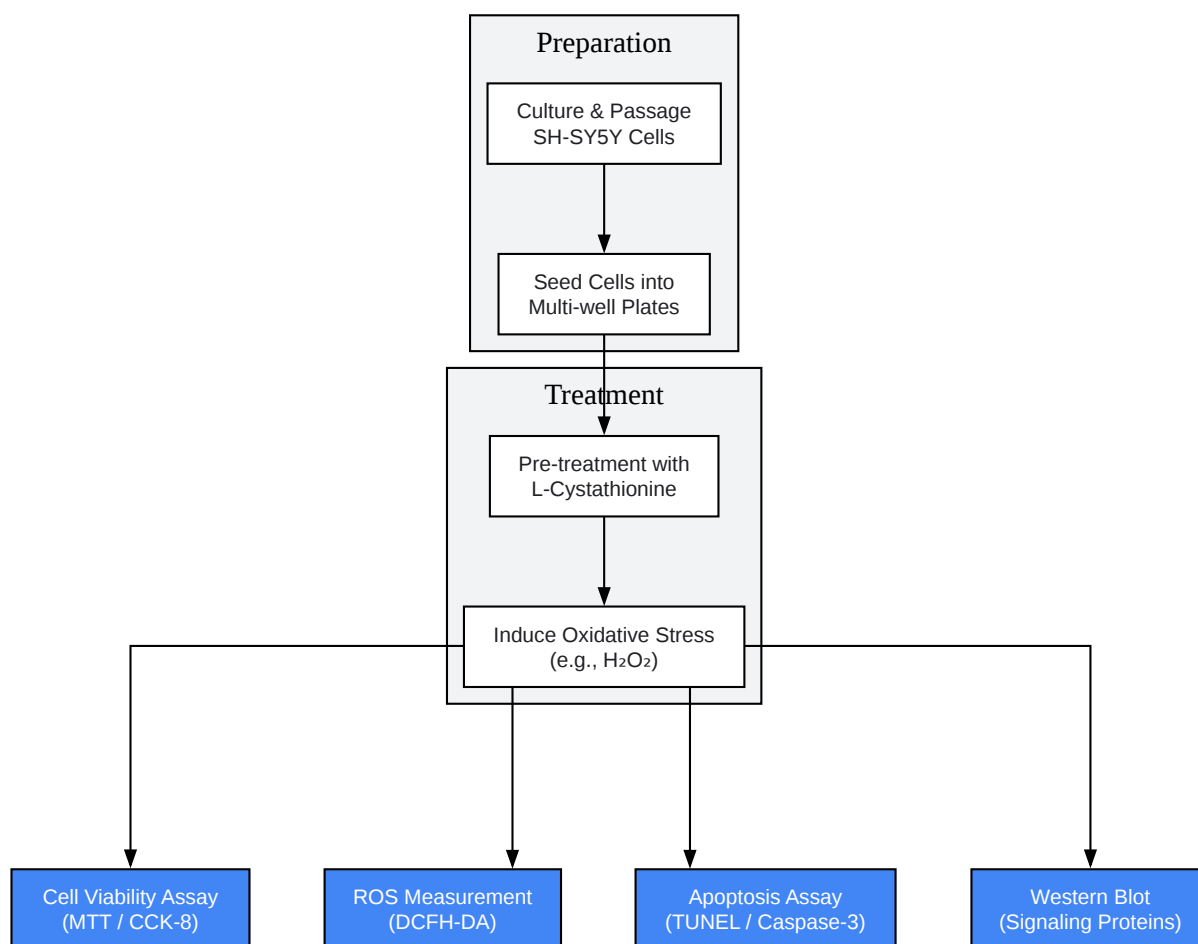 Preparation
Culture & Passage
SH-SY5Y Cells
Seed Cells into
Multi-well Plates
Treatment
Pre-treatment with
L-Cystathionine
Induce Oxidative Stress
(e.g., H₂O₂)
Cell Viability Assay
(MTT / CCK-8)
ROS Measurement
(DCFH-DA)
Apoptosis Assay
(TUNEL / Caspase-3)
Western Blot
(Signaling Proteins)